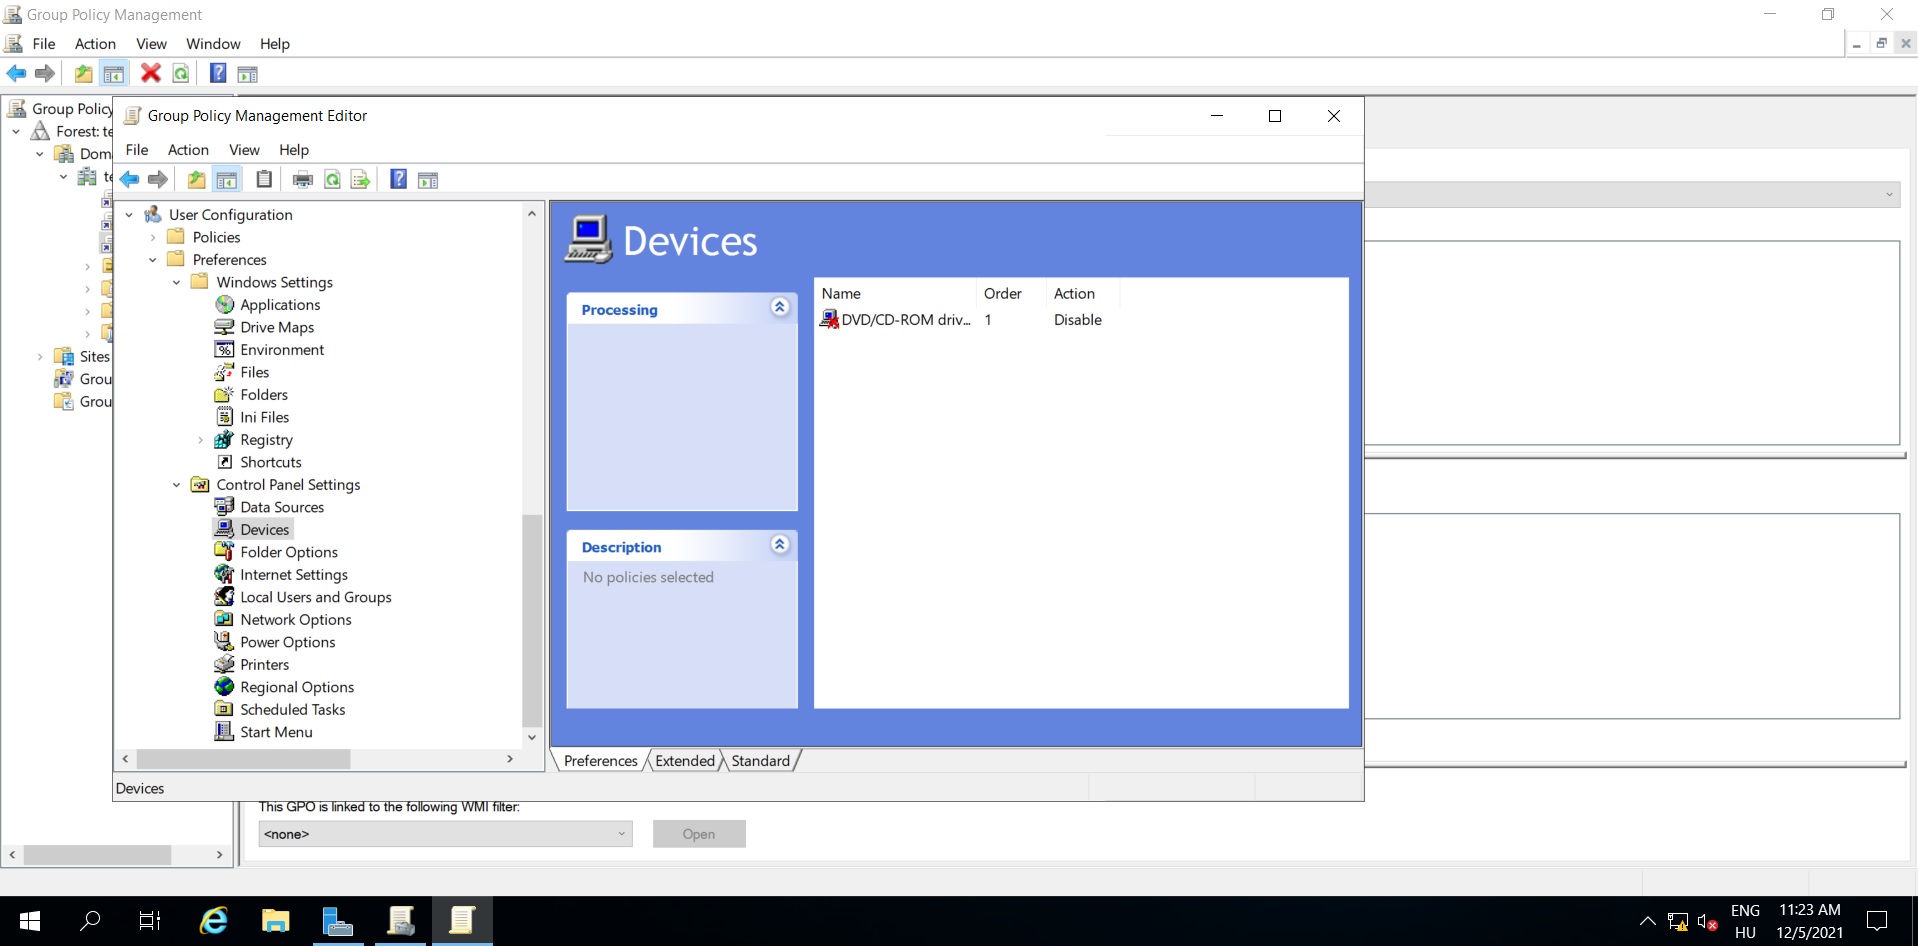 Group Policy Management
File Action View Window Help
Group Policy
Forest: te
Doma
te
Sites
Grou
Grou
Group Policy Management Editor
File Action View Help
User Configuration
Policies
Preferences
Windows Settings
Applications
Drive Maps
Environment
Files
Folders
Ini Files
Registry
Shortcuts
Control Panel Settings
Data Sources
Devices
Folder Options
Internet Settings
Local Users and Groups
Network Options
Power Options
Printers
Regional Options
Scheduled Tasks
Start Menu
Devices
Processing
Description
No policies selected
Name Order Action
DVD/CD-ROM driv... 1 Disable
Preferences Extended Standard
Devices
This GPO is linked to the following WMI filter:
<none> Open
ENG 11:23 AM
HU 12/5/2021